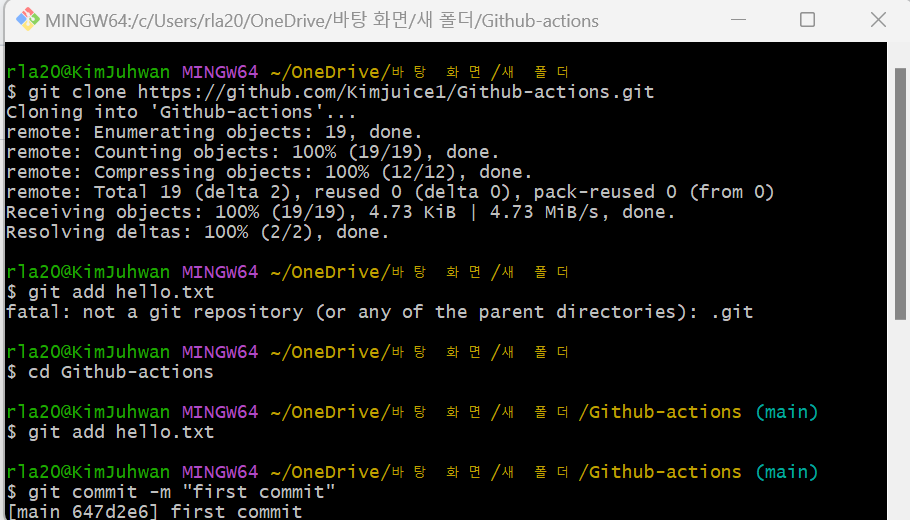 MINGW64:/c/Users/rla20/OneDrive/바탕 화면/새 폴더/Github-actions
rla20@KimJuhwan MINGW64 ~/OneDrive/바탕 화면/새 폴더
$ git clone https://github.com/Kimjuice1/Github-actions.git
Cloning into 'Github-actions'...
remote: Enumerating objects: 19, done.
remote: Counting objects: 100% (19/19), done.
remote: Compressing objects: 100% (12/12), done.
remote: Total 19 (delta 2), reused 0 (delta 0), pack-reused 0 (from 0)
Receiving objects: 100% (19/19), 4.73 KiB | 4.73 MiB/s, done.
Resolving deltas: 100% (2/2), done.
rla20@KimJuhwan MINGW64 ~/OneDrive/바탕 화면/새 폴더
$ git add hello.txt
fatal: not a git repository (or any of the parent directories): .git
rla20@KimJuhwan MINGW64 ~/OneDrive/바탕 화면/새 폴더
$ cd Github-actions
rla20@KimJuhwan MINGW64 ~/OneDrive/바탕 화면/새 폴더/Github-actions (main)
$ git add hello.txt
rla20@KimJuhwan MINGW64 ~/OneDrive/바탕 화면/새 폴더/Github-actions (main)
$ git commit -m "first commit"
[main 647d2e6] first commit